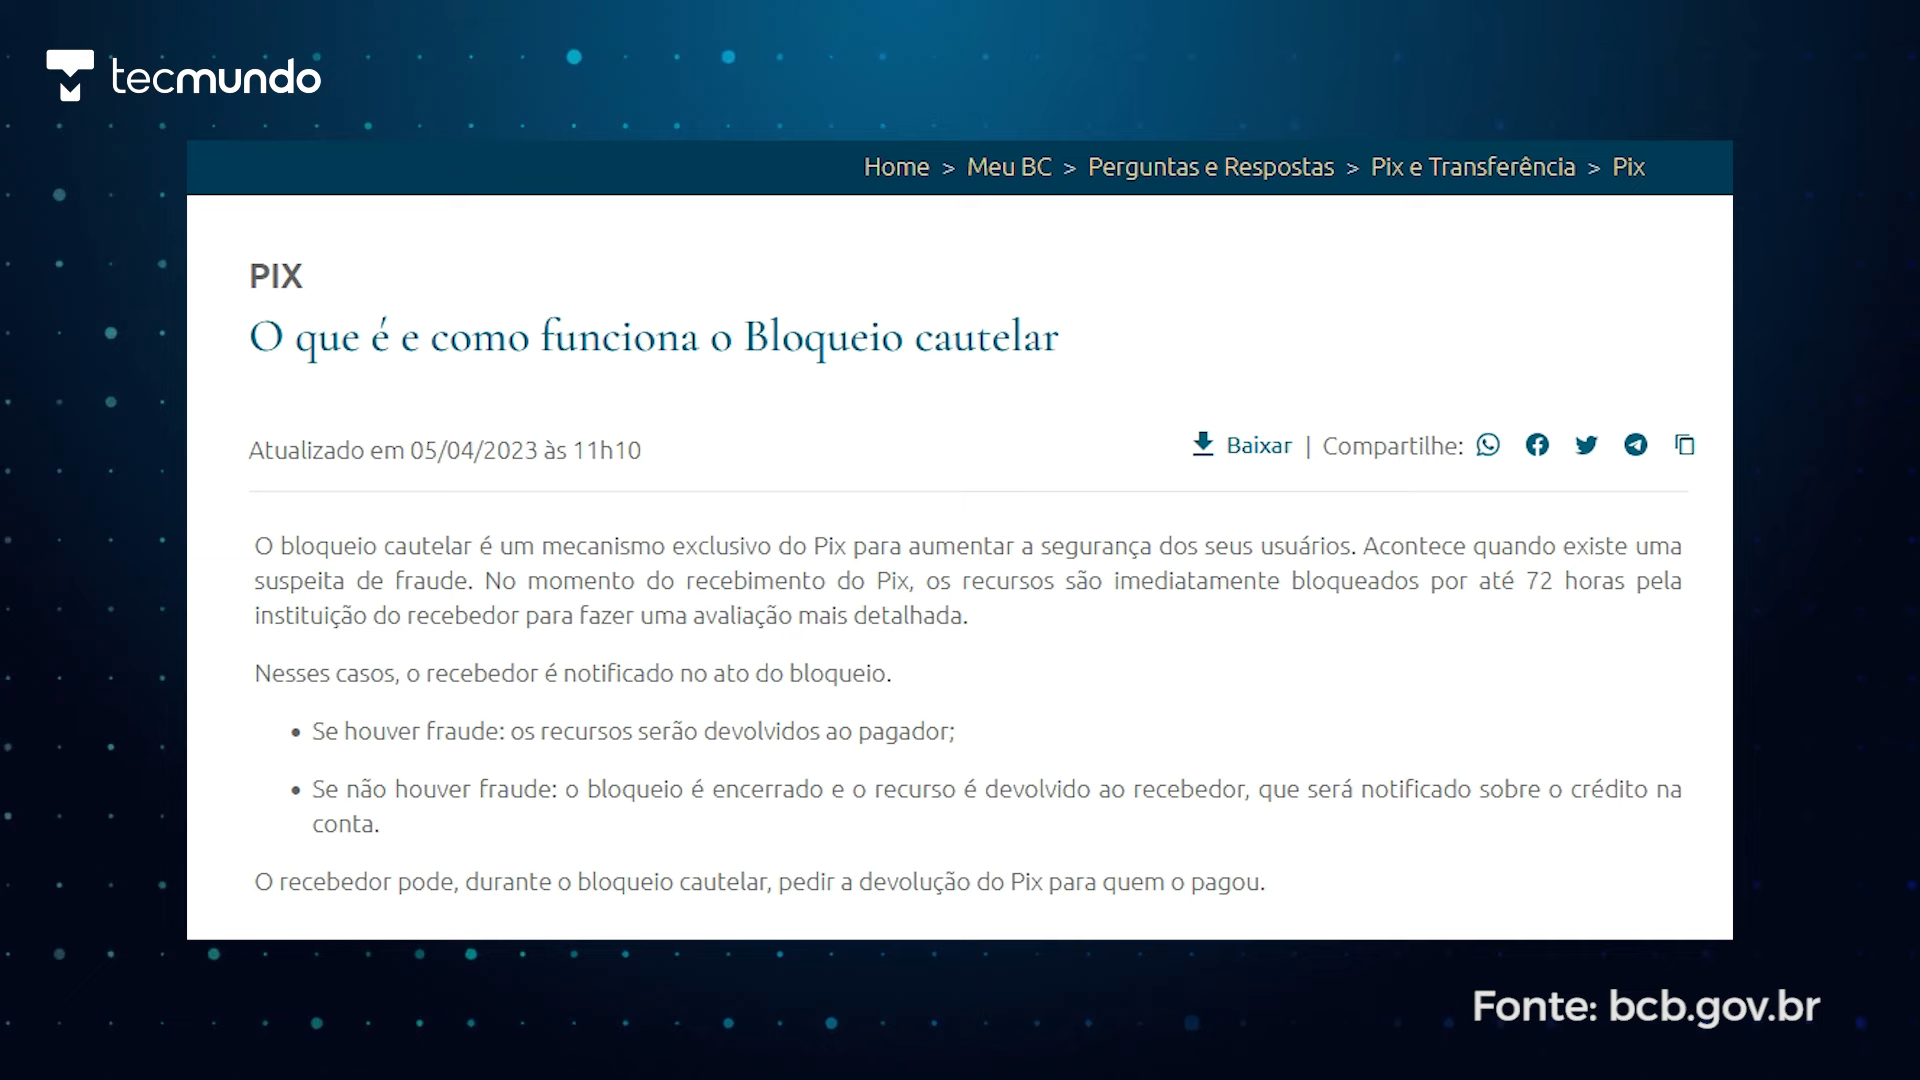 tecmundo
Home > Meu BC > Perguntas e Respostas > Pix e Transferência > Pix
PIX
O que é e como funciona o Bloqueio cautelar
Atualizado em 05/04/2023 às 11h10
Baixar | Compartilhe:
O bloqueio cautelar é um mecanismo exclusivo do Pix para aumentar a segurança dos seus usuários. Acontece quando existe uma
suspeita de fraude. No momento do recebimento do Pix, os recursos são imediatamente bloqueados por até 72 horas pela
instituição do recebedor para fazer uma avaliação mais detalhada.
Nesses casos, o recebedor é notificado no ato do bloqueio.
• Se houver fraude: os recursos serão devolvidos ao pagador;
• Se não houver fraude: o bloqueio é encerrado e o recurso é devolvido ao recebedor, que será notificado sobre o crédito na
conta.
O recebedor pode, durante o bloqueio cautelar, pedir a devolução do Pix para quem o pagou.
Fonte: bcb.gov.br